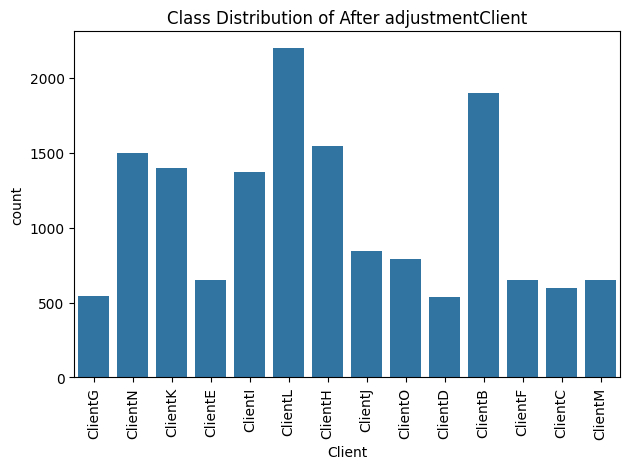 Class Distribution of After adjustmentClient
2000
1500
1000
500
0
count
ClientG
ClientN
ClientK
ClientE
ClientI
ClientL
ClientH
ClientJ
ClientO
ClientD
ClientB
ClientF
ClientC
ClientM
Client